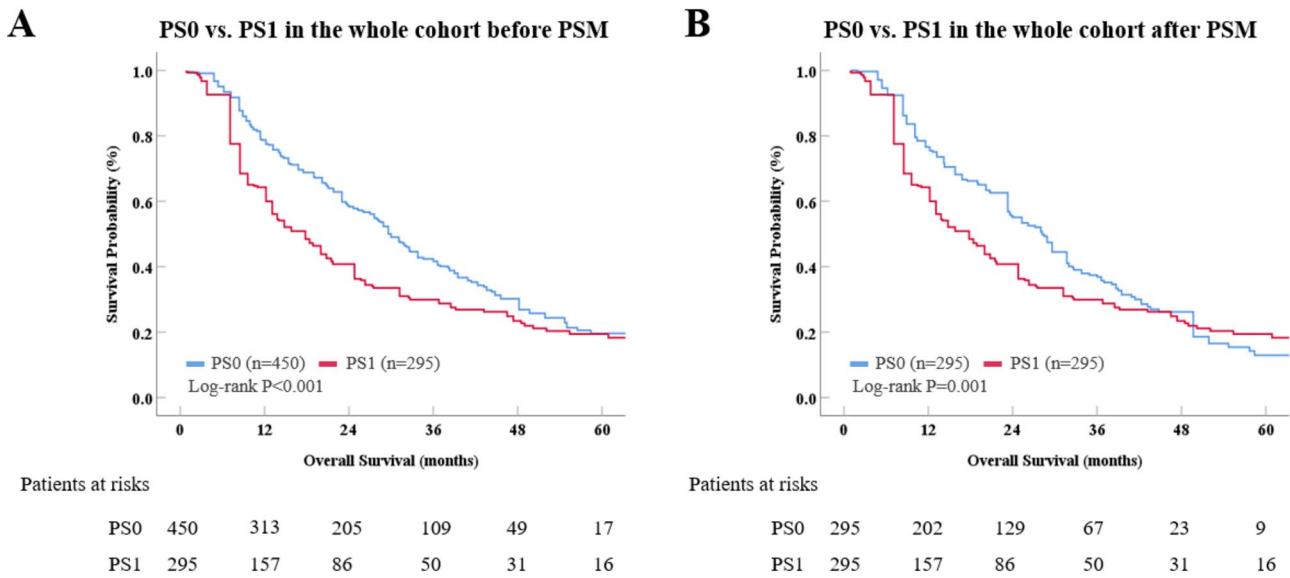 A
PS0 vs. PS1 in the whole cohort before PSM
Survival Probability (%)
1.0
0.8
0.6
0.4
0.2
0.0
PS0 (n=450) PS1 (n=295)
Log-rank P<0.001
0 12 24 36 48 60
Overall Survival (months)
Patients at risks
PS0 450 313 205 109 49 17
PS1 295 157 86 50 31 16
B
PS0 vs. PS1 in the whole cohort after PSM
Survival Probability (%)
1.0
0.8
0.6
0.4
0.2
0.0
PS0 (n=295) PS1 (n=295)
Log-rank P=0.001
0 12 24 36 48 60
Overall Survival (months)
Patients at risks
PS0 295 202 129 67 23 9
PS1 295 157 86 50 31 16